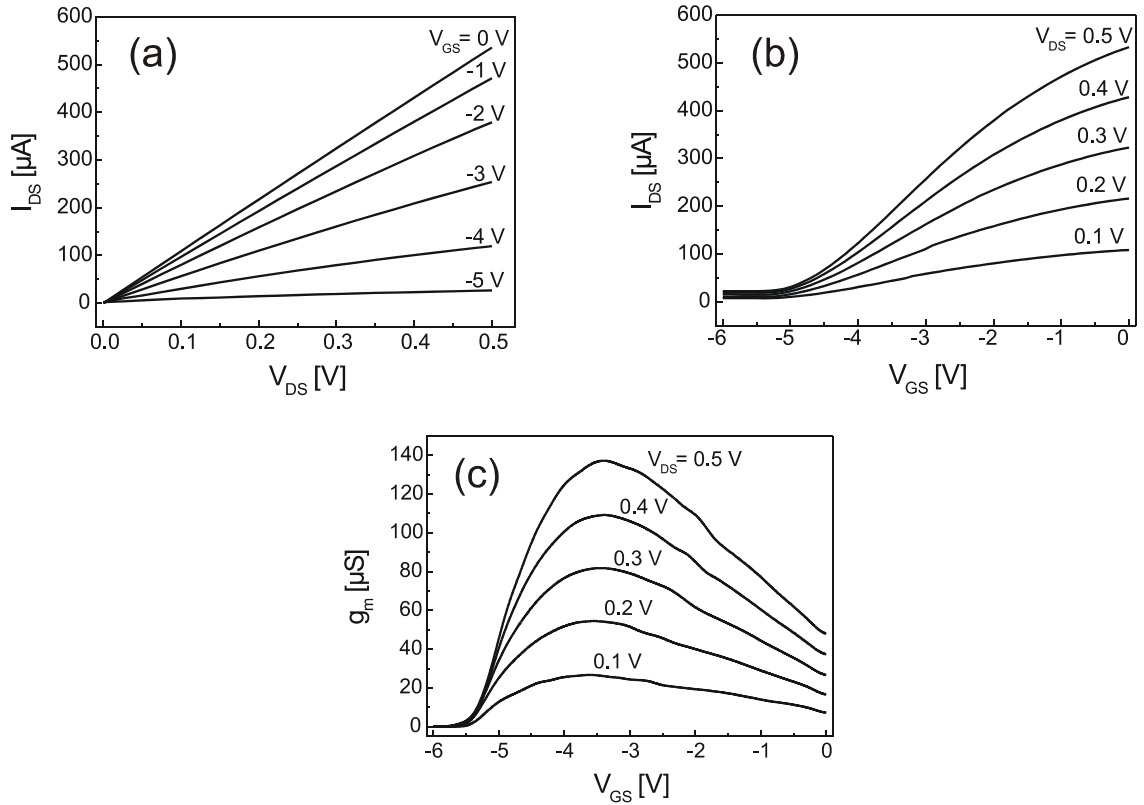 (a)
V_GS= 0 V
-1 V
-2 V
-3 V
-4 V
-5 V
600
500
400
300
200
100
0
I_DS [µA]
0.0 0.1 0.2 0.3 0.4 0.5
V_DS [V]
(b)
V_DS= 0.5 V
0.4 V
0.3 V
0.2 V
0.1 V
600
500
400
300
200
100
0
I_DS [µA]
-6 -5 -4 -3 -2 -1 0
V_GS [V]
(c)
V_DS= 0.5 V
0.4 V
0.3 V
0.2 V
0.1 V
140
120
100
80
60
40
20
0
g_m [µS]
-6 -5 -4 -3 -2 -1 0
V_GS [V]